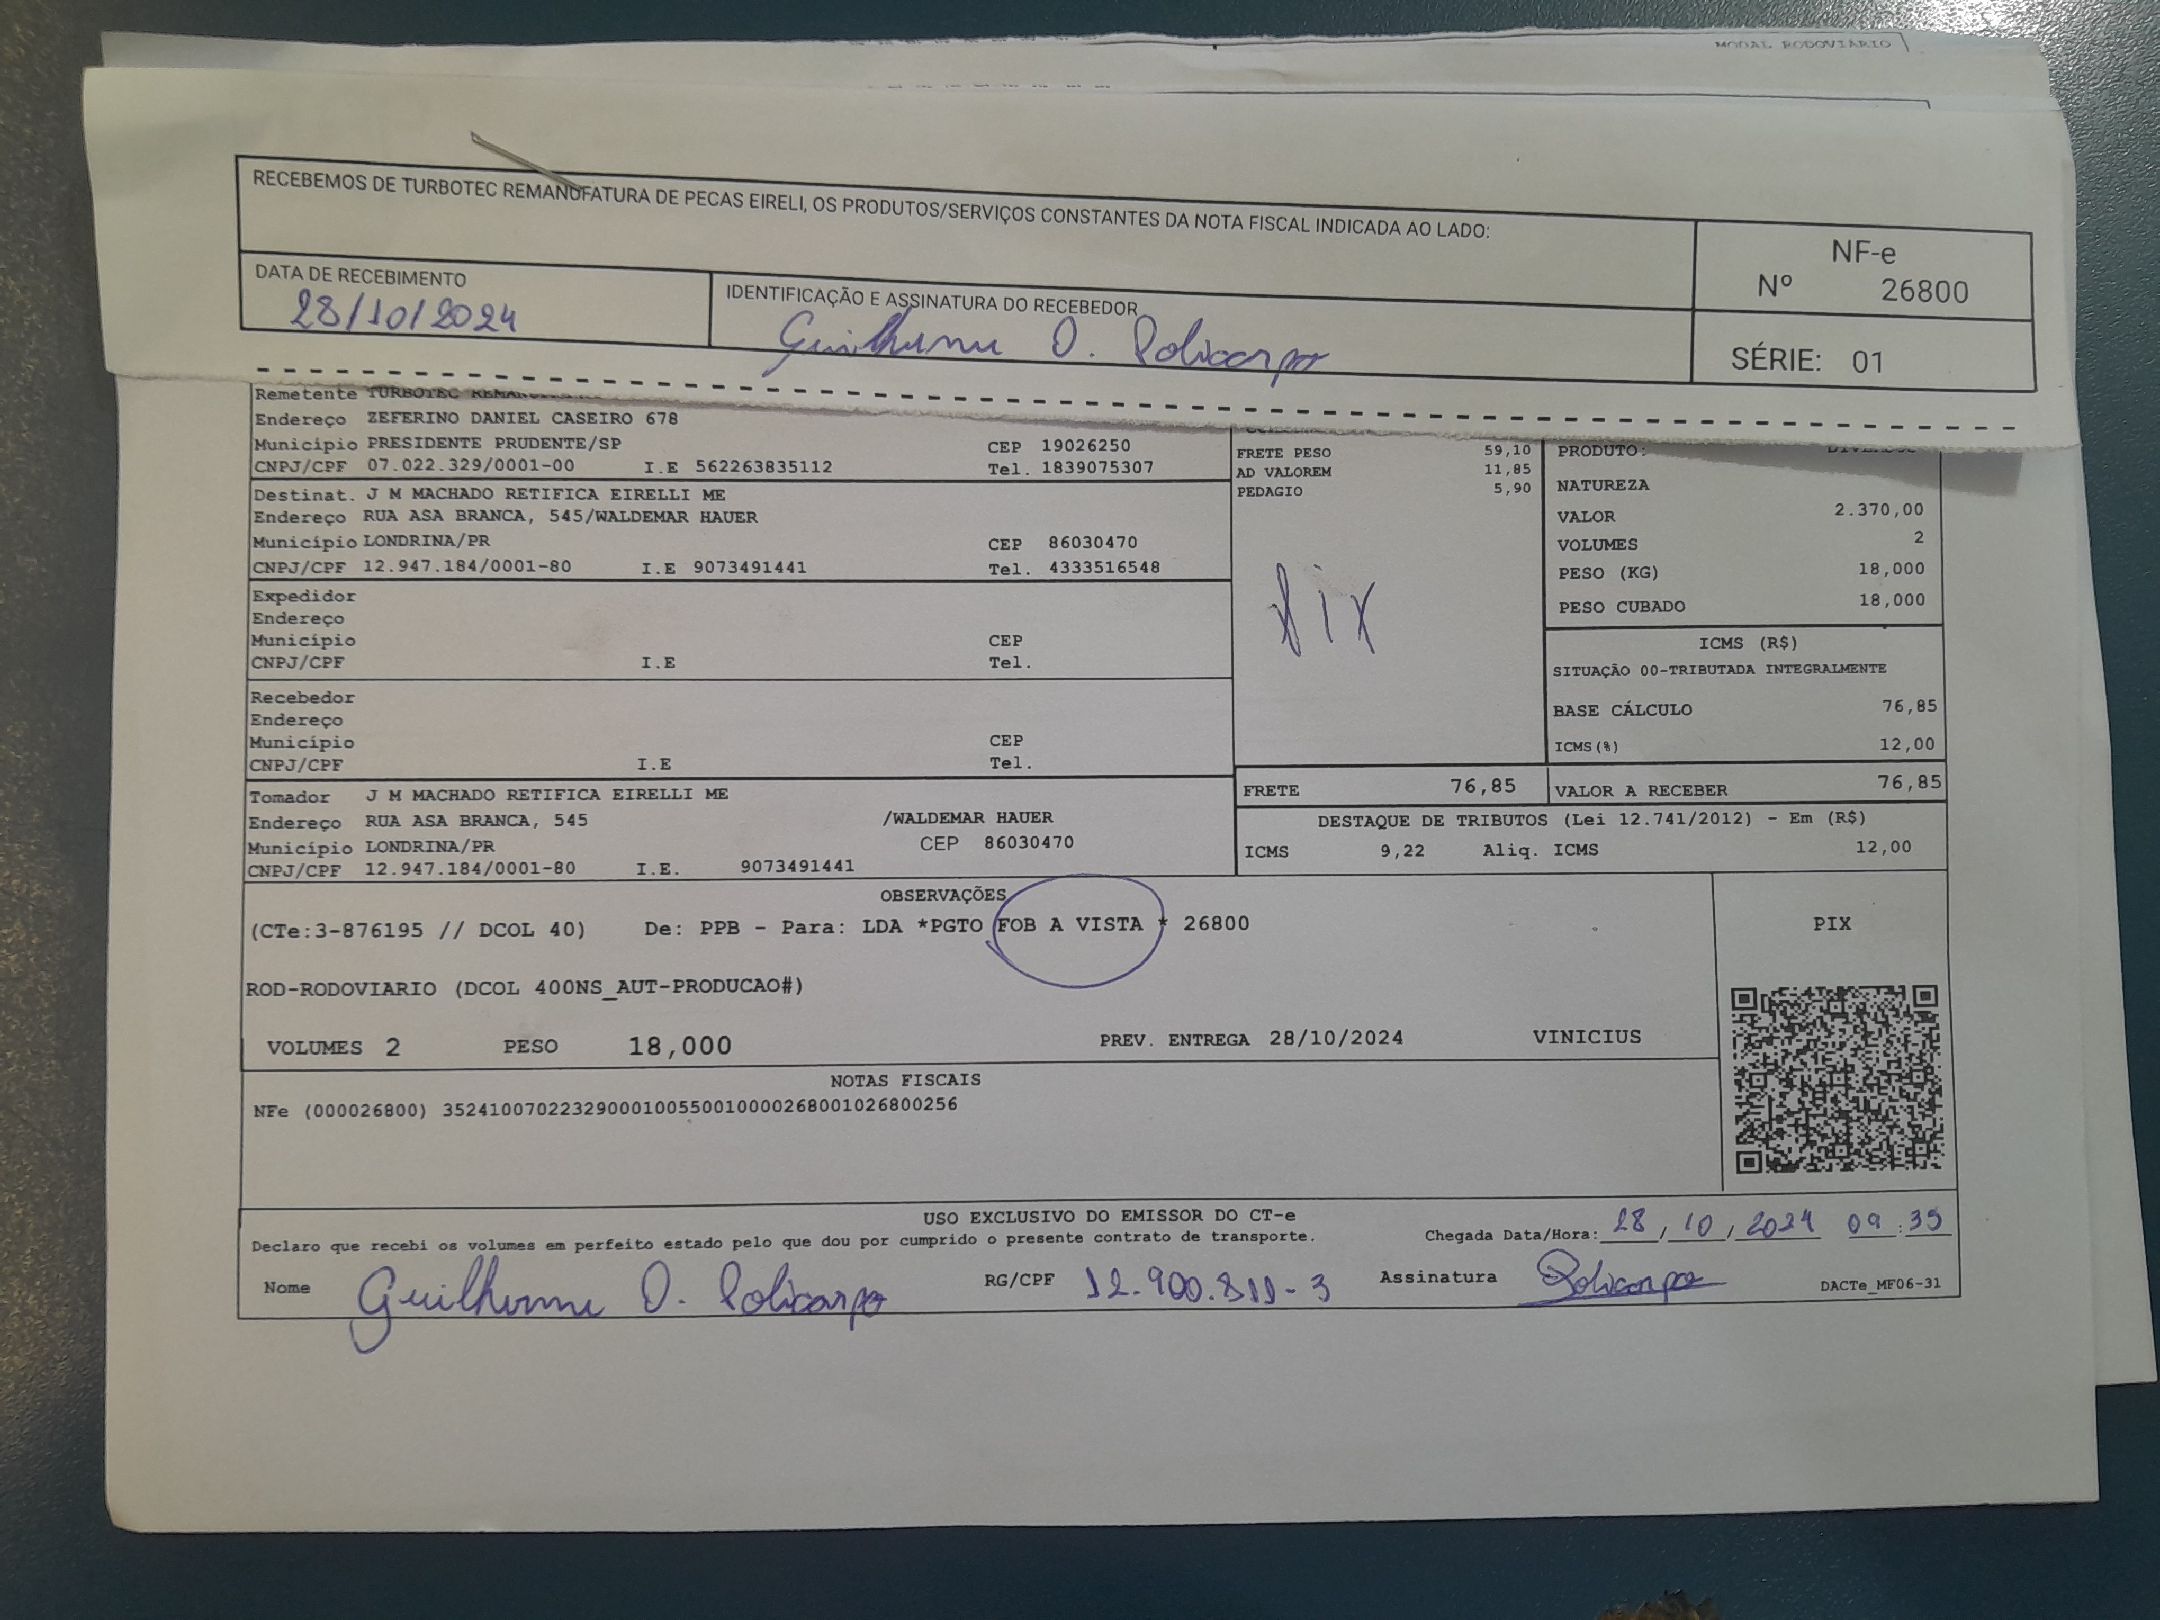 MODAL RODOVIÁRIO
RECEBEMOS DE TURBOTEC REMANUFATURA DE PECAS EIRELI, OS PRODUTOS/SERVIÇOS CONSTANTES DA NOTA FISCAL INDICADA AO LADO:
NF-e
Nº 26800
SÉRIE: 01
DATA DE RECEBIMENTO
28/10/2024
IDENTIFICAÇÃO E ASSINATURA DO RECEBEDOR
Guilherme O. Policarpo
Remetente TURBOTEC
Endereço ZEFERINO DANIEL CASEIRO 678
Município PRESIDENTE PRUDENTE/SP CEP 19026250
CNPJ/CPF 07.022.329/0001-00 I.E 562263835112 Tel. 1839075307
Destinat. J M MACHADO RETIFICA EIRELLI ME
Endereço RUA ASA BRANCA, 545/WALDEMAR HAUER
Município LONDRINA/PR CEP 86030470
CNPJ/CPF 12.947.184/0001-80 I.E 9073491441 Tel. 4333516548
Expedidor
Endereço
Município CEP
CNPJ/CPF I.E Tel.
Recebedor
Endereço
Município CEP
CNPJ/CPF I.E Tel.
Tomador J M MACHADO RETIFICA EIRELLI ME
Endereço RUA ASA BRANCA, 545 /WALDEMAR HAUER
Município LONDRINA/PR CEP 86030470
CNPJ/CPF 12.947.184/0001-80 I.E. 9073491441
FRETE PESO 59,10
AD VALOREM 11,85
PEDAGIO 5,90
Pix
PRODUTO:
NATUREZA
VALOR 2.370,00
VOLUMES 2
PESO (KG) 18,000
PESO CUBADO 18,000
ICMS (R$)
SITUAÇÃO 00-TRIBUTADA INTEGRALMENTE
BASE CÁLCULO 76,85
ICMS(%) 12,00
FRETE 76,85 VALOR A RECEBER 76,85
DESTAQUE DE TRIBUTOS (Lei 12.741/2012) - Em (R$)
ICMS 9,22 Aliq. ICMS 12,00
OBSERVAÇÕES
(CTe:3-876195 // DCOL 40) De: PPB - Para: LDA *PGTO FOB A VISTA * 26800
ROD-RODOVIARIO (DCOL 400NS_AUT-PRODUCAO#)
VOLUMES 2 PESO 18,000 PREV. ENTREGA 28/10/2024 VINICIUS
PIX
NOTAS FISCAIS
NFe (000026800) 35241007022329000100550010000268001026800256
USO EXCLUSIVO DO EMISSOR DO CT-e
Declaro que recebi os volumes em perfeito estado pelo que dou por cumprido o presente contrato de transporte.
Chegada Data/Hora: 28/10/2024 09:35
Nome Guilherme O. Policarpo RG/CPF 12.900.811-3 Assinatura Policarpo
DACTe_MF06-31